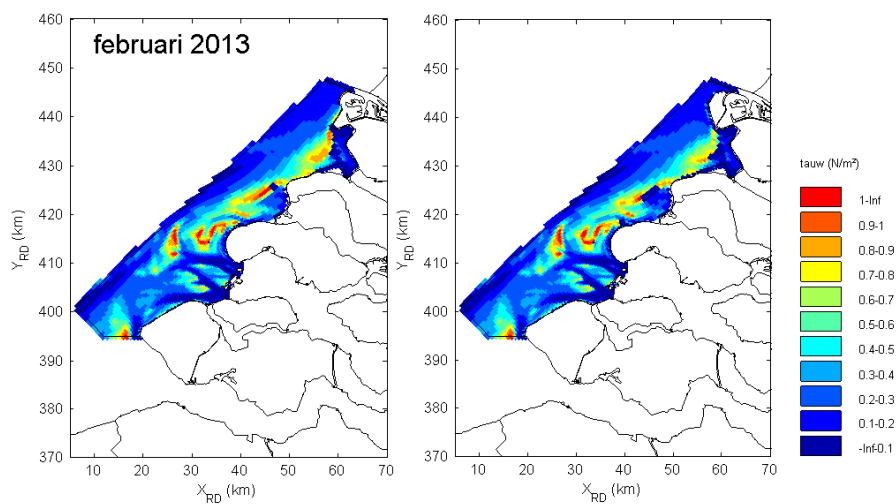 februari 2013
460
450
440
430
420
410
400
390
380
370
Y_RD (km)
10 20 30 40 50 60 70
X_RD (km)
460
450
440
430
420
410
400
390
380
370
Y_RD (km)
10 20 30 40 50 60 70
X_RD (km)
tauw (N/m²)
1-Inf
0.9-1
0.8-0.9
0.7-0.8
0.6-0.7
0.5-0.6
0.4-0.5
0.3-0.4
0.2-0.3
0.1-0.2
-Inf-0.1